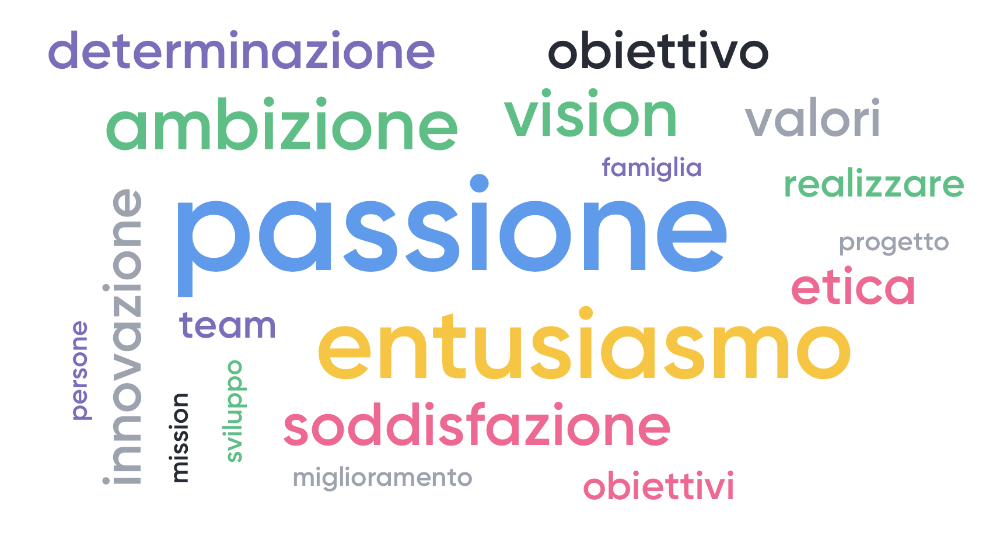 determinazione
obiettivo
ambizione
vision
valori
famiglia
realizzare
passione
innovazione
progetto
etica
team
entusiasmo
persone
mission
sviluppo
soddisfazione
miglioramento
obiettivi